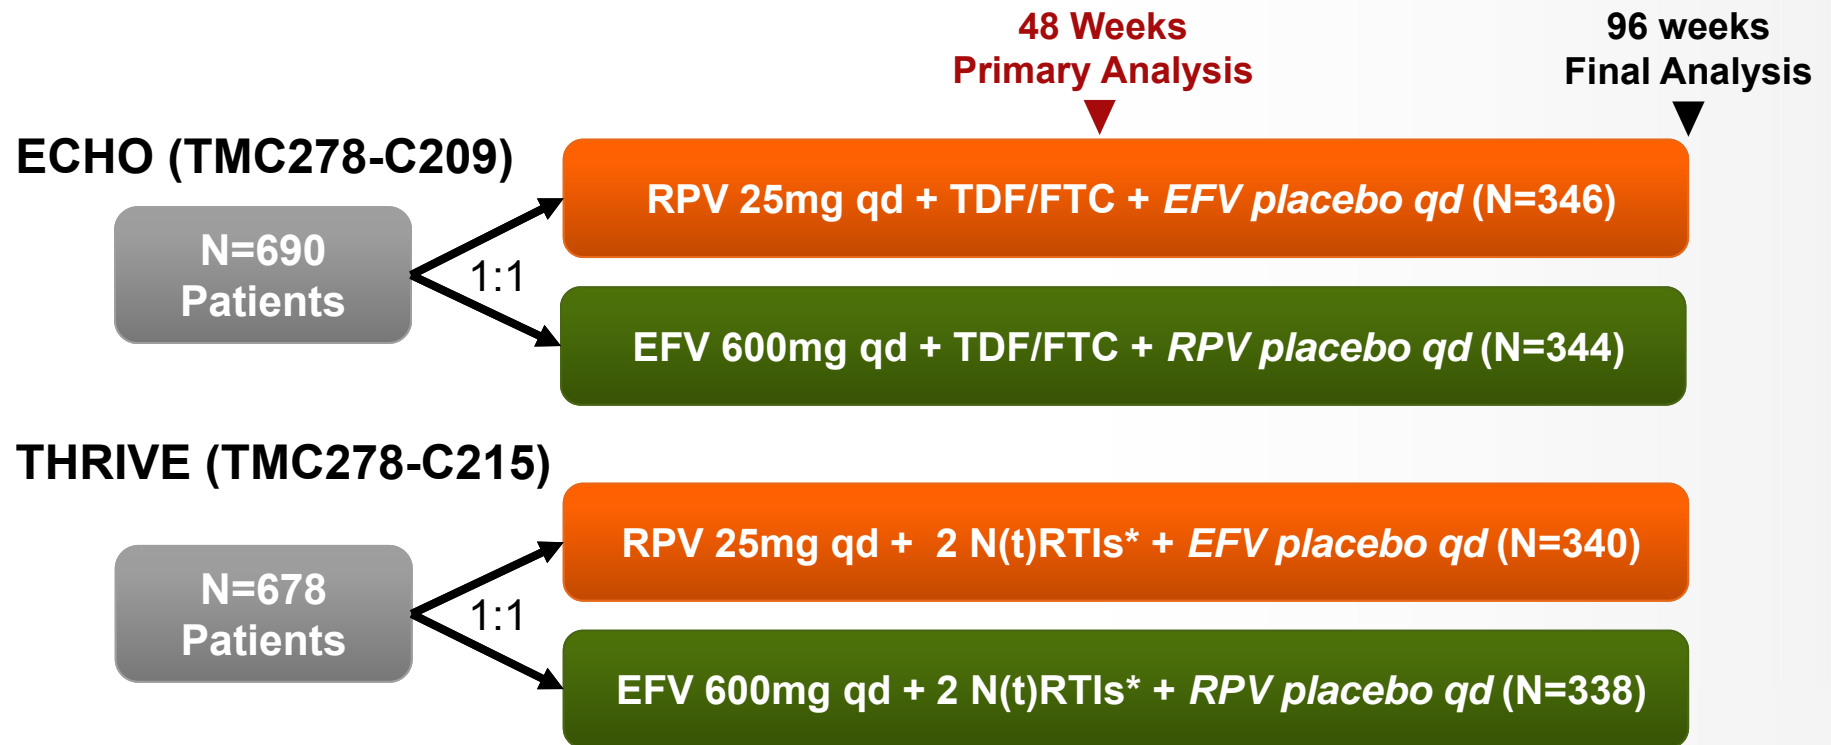 48 Weeks
Primary Analysis
96 weeks
Final Analysis
ECHO (TMC278-C209)
N=690
Patients
1:1
RPV 25mg qd + TDF/FTC + EFV placebo qd (N=346)
EFV 600mg qd + TDF/FTC + RPV placebo qd (N=344)
THRIVE (TMC278-C215)
N=678
Patients
1:1
RPV 25mg qd + 2 N(t)RTIs* + EFV placebo qd (N=340)
EFV 600mg qd + 2 N(t)RTIs* + RPV placebo qd (N=338)